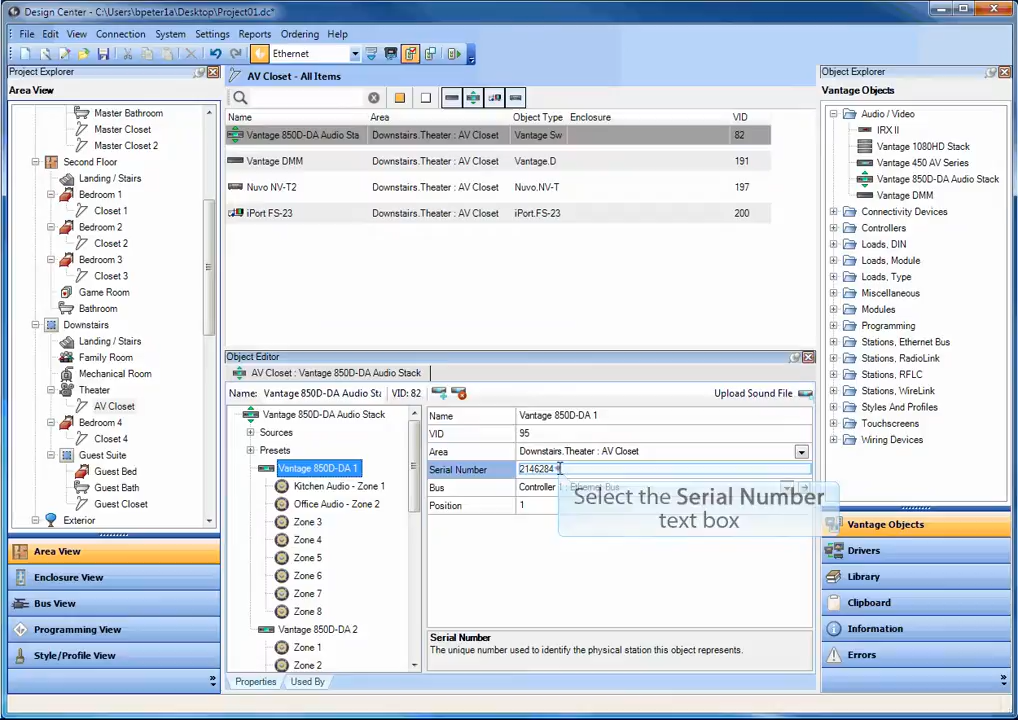 Design Center - C:\Users\bpeter1a\Desktop\Project01.dc*
File Edit View Connection System Settings Reports Ordering Help
Ethernet
Project Explorer
Area View
Master Bathroom
Master Closet
Master Closet 2
Second Floor
Landing / Stairs
Bedroom 1
Closet 1
Bedroom 2
Closet 2
Bedroom 3
Closet 3
Game Room
Bathroom
Downstairs
Landing / Stairs
Family Room
Mechanical Room
Theater
AV Closet
Bedroom 4
Closet 4
Guest Suite
Guest Bed
Guest Bath
Guest Closet
Exterior
Area View
Enclosure View
Bus View
Programming View
Style/Profile View
AV Closet - All Items
Name Area Object Type Enclosure VID
Vantage 850D-DA Audio Sta Downstairs.Theater : AV Closet Vantage Sw 82
Vantage DMM Downstairs.Theater : AV Closet Vantage.D 191
Nuvo NV-T2 Downstairs.Theater : AV Closet Nuvo.NV-T 197
iPort FS-23 Downstairs.Theater : AV Closet iPort.FS-23 200
Object Editor
AV Closet : Vantage 850D-DA Audio Stack
Name: Vantage 850D-DA Audio St VID: 82 Upload Sound File
Vantage 850D-DA Audio Stack
Sources
Presets
Vantage 850D-DA 1
Kitchen Audio - Zone 1
Office Audio - Zone 2
Zone 3
Zone 4
Zone 5
Zone 6
Zone 7
Zone 8
Vantage 850D-DA 2
Zone 1
Zone 2
Name Vantage 850D-DA 1
VID 95
Area Downstairs.Theater : AV Closet
Serial Number 2146284
Bus Controller 1 : Ethernet Bus
Position 1
Select the Serial Number
text box
Serial Number
The unique number used to identify the physical station this object represents.
Properties Used By
Object Explorer
Vantage Objects
Audio / Video
IRX II
Vantage 1080HD Stack
Vantage 450 AV Series
Vantage 850D-DA Audio Stack
Vantage DMM
Connectivity Devices
Controllers
Loads, DIN
Loads, Module
Loads, Type
Miscellaneous
Modules
Programming
Stations, Ethernet Bus
Stations, RadioLink
Stations, RFLC
Stations, WireLink
Styles And Profiles
Touchscreens
Wiring Devices
Vantage Objects
Drivers
Library
Clipboard
Information
Errors